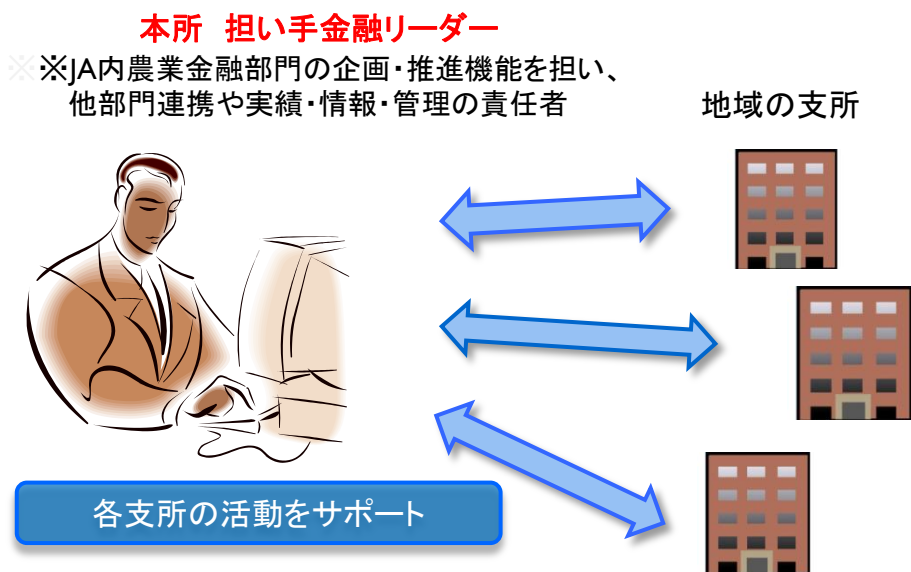 本所 担い手金融リーダー
※※JA内農業金融部門の企画・推進機能を担い、
他部門連携や実績・情報・管理の責任者
地域の支所
各支所の活動をサポート